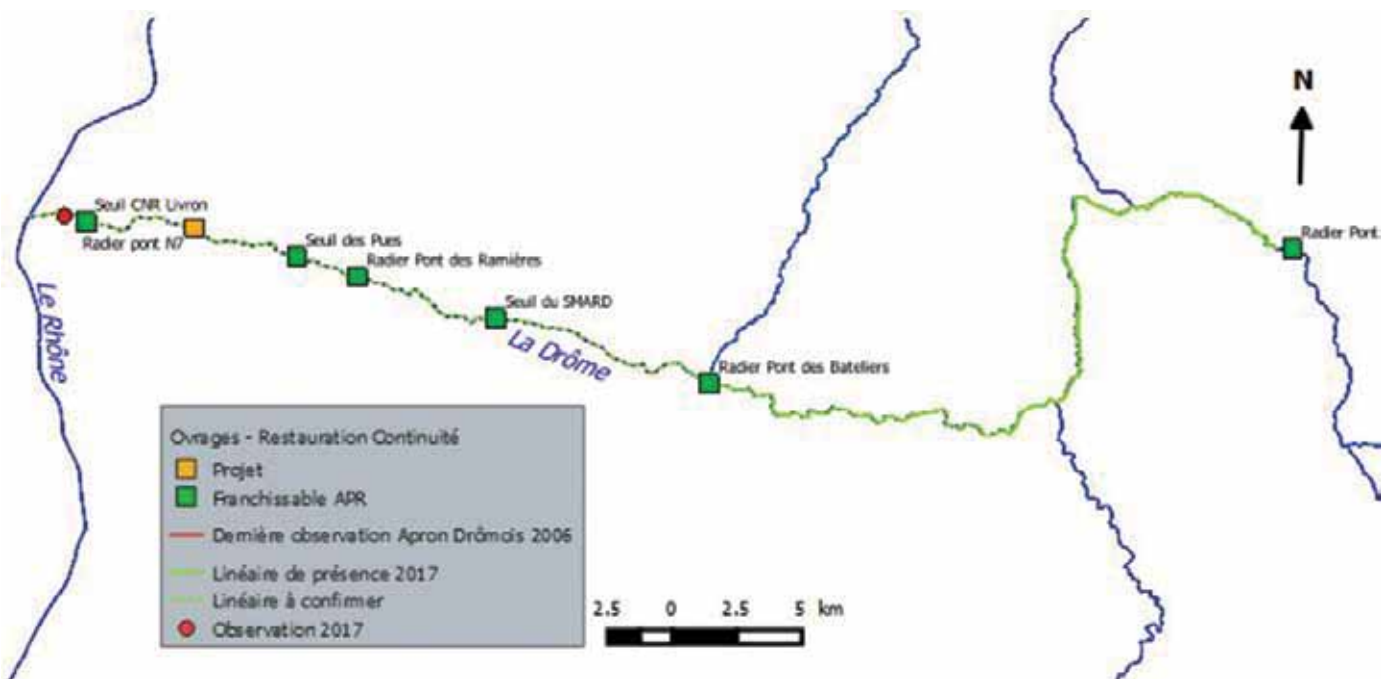 N
Seuil CNR Livron
Radier pont N7
Seuil des Pues
Radier Pont des Ramières
Radier Pont
Seuil du SMARD
Le Rhône
La Drôme
Radier Pont des Bateliers
Ovrages - Restauration Continuité
Projet
Franchissable APR
Dernière observation Apron Drômois 2006
Linéaire de présence 2017
Linéaire à confirmer
Observation 2017
2.5 0 2.5 5 km